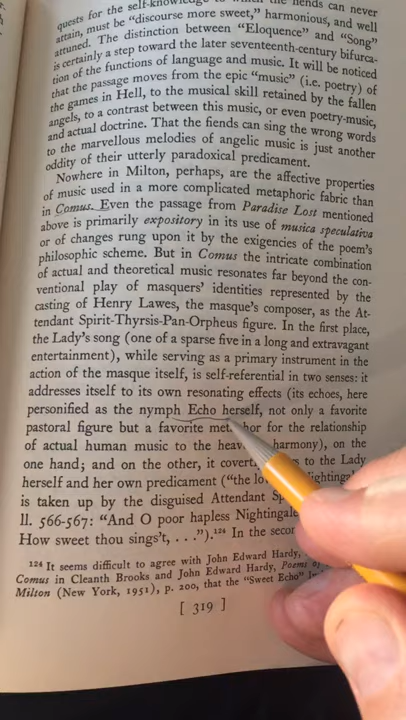 quests for the self-knowledge to which the fiends can never
attain, must be “discourse more sweet,” harmonious, and well
attuned. The distinction between “Eloquence” and “Song”
is certainly a step toward the later seventeenth-century bifurca-
tion of the functions of language and music. It will be noticed
that the passage moves from the epic “music” (i.e. poetry) of
the games in Hell, to the musical skill retained by the fallen
angels, to a contrast between this music, or even poetry-music,
and actual doctrine. That the fiends can sing the wrong words
to the marvellous melodies of angelic music is just another
oddity of their utterly paradoxical predicament.
Nowhere in Milton, perhaps, are the affective properties
of music used in a more complicated metaphoric fabric than
in Comus. Even the passage from Paradise Lost mentioned
above is primarily expository in its use of musica speculativa
or of changes rung upon it by the exigencies of the poem’s
philosophic scheme. But in Comus the intricate combination
of actual and theoretical music resonates far beyond the con-
ventional play of masquers’ identities represented by the
casting of Henry Lawes, the masque’s composer, as the At-
tendant Spirit-Thyrsis-Pan-Orpheus figure. In the first place,
the Lady’s song (one of a sparse five in a long and extravagant
entertainment), while serving as a primary instrument in the
action of the masque itself, is self-referential in two senses: it
addresses itself to its own resonating effects (its echoes, here
personified as the nymph Echo herself, not only a favorite
pastoral figure but a favorite for the relationship
of actual human music to the harmony), on the
one hand; and on the other, it to the Lady
herself and her own predicament (“the
is taken up by the disguised Attendant
ll. 566-567: “And O poor hapless Nightingale
How sweet thou sings’t, . . .”).124 In the
124 It seems difficult to agree with John Edward Hardy,
Comus in Cleanth Brooks and John Edward Hardy, Poems
Milton (New York, 1951), p. 200, that the “Sweet Echo”
[ 319 ]